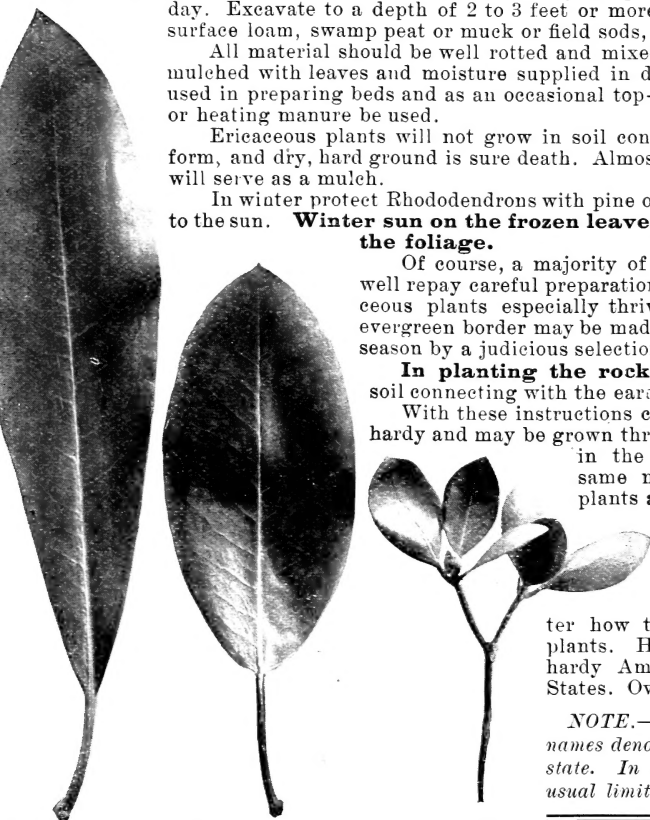 day. Excavate to a depth of 2 to 3 feet or more
surface loam, swamp peat or muck or field sods,
All material should be well rotted and mixe
mulched with leaves and moisture supplied in d
used in preparing beds and as an occasional top-
or heating manure be used.
Ericaceous plants will not grow in soil con
form, and dry, hard ground is sure death. Almos
will serve as a mulch.
In winter protect Rhododendrons with pine o
to the sun. Winter sun on the frozen leave
the foliage.
Of course, a majority of
well repay careful preparation
ceous plants especially thriv
evergreen border may be mad
season by a judicious selectio
In planting the rock
soil connecting with the ear
With these instructions c
hardy and may be grown thr
in the
same
plants
ter how t
plants. H
hardy Am
States. Ov
NOTE.—
names deno
state. In
usual limit